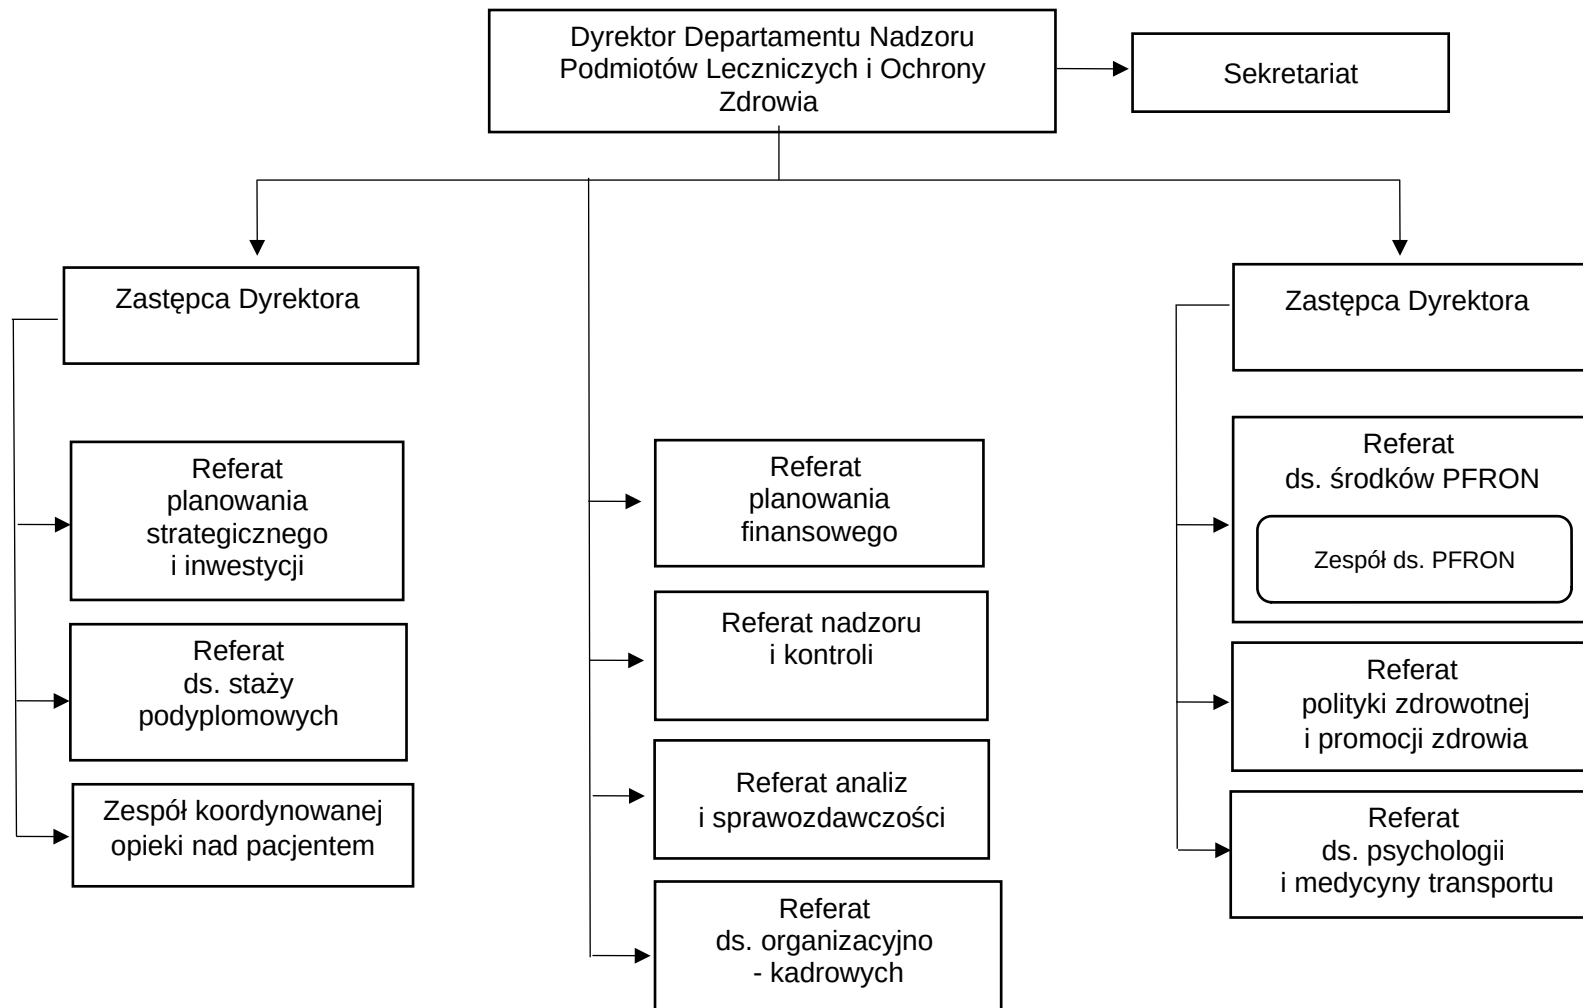 Dyrektor Departamentu Nadzoru
Podmiotów Leczniczych i Ochrony
Zdrowia
Sekretariat
Zastępca Dyrektora
Referat
planowania
strategicznego
i inwestycji
Referat
ds. staży
podyplomowych
Zespół koordynowanej
opieki nad pacjentem
Referat
planowania
finansowego
Referat nadzoru
i kontroli
Referat analiz
i sprawozdawczości
Referat
ds. organizacyjno
- kadrowych
Zastępca Dyrektora
Referat
ds. środków PFRON
Zespół ds. PFRON
Referat
polityki zdrowotnej
i promocji zdrowia
Referat
ds. psychologii
i medycyny transportu